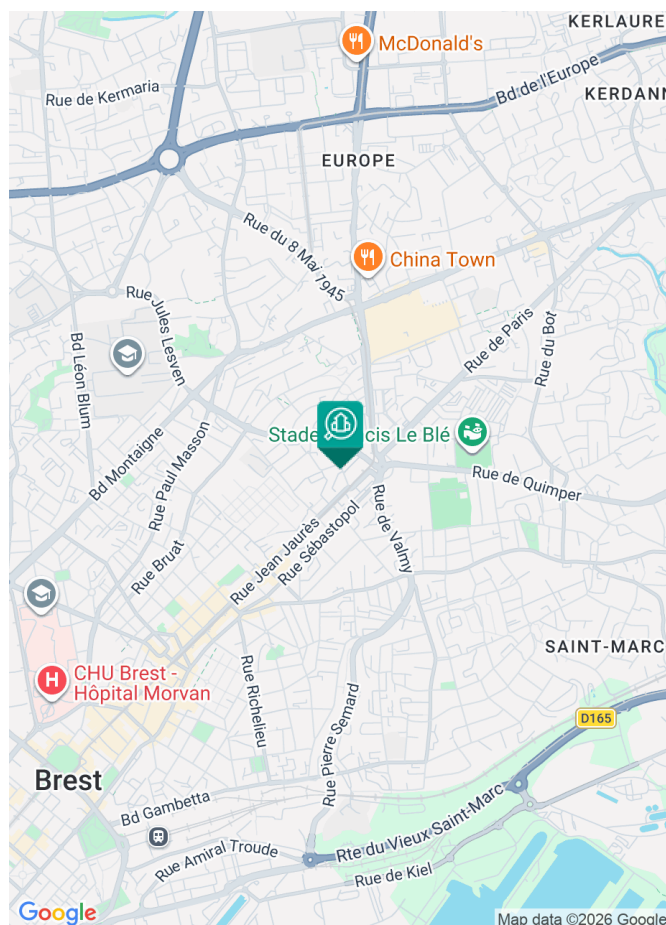 KERLAURE
McDonald's
Bd de l'Europe
Rue de Kermaria
KERDANN
EUROPE
Rue du 8 Mai 1945
China Town
Rue Jules Lesven
Rue de Paris
Rue du Bot
Bd Léon Blum
Stade
cis Le Blé
Bd Montaigne
Rue Paul Masson
Rue de Quimper
Rue de Valmy
Rue Jean Jaurès
Rue Sébastopol
Rue Bruat
SAINT-MARC
CHU Brest -
Hôpital Morvan
H
Rue Richelieu
Rue Pierre Semard
D165
Brest
Bd Gambetta
Rte du Vieux Saint-Marc
Rue Amiral Troude
Rue de Kiel
Google
Map data ©2026 Google